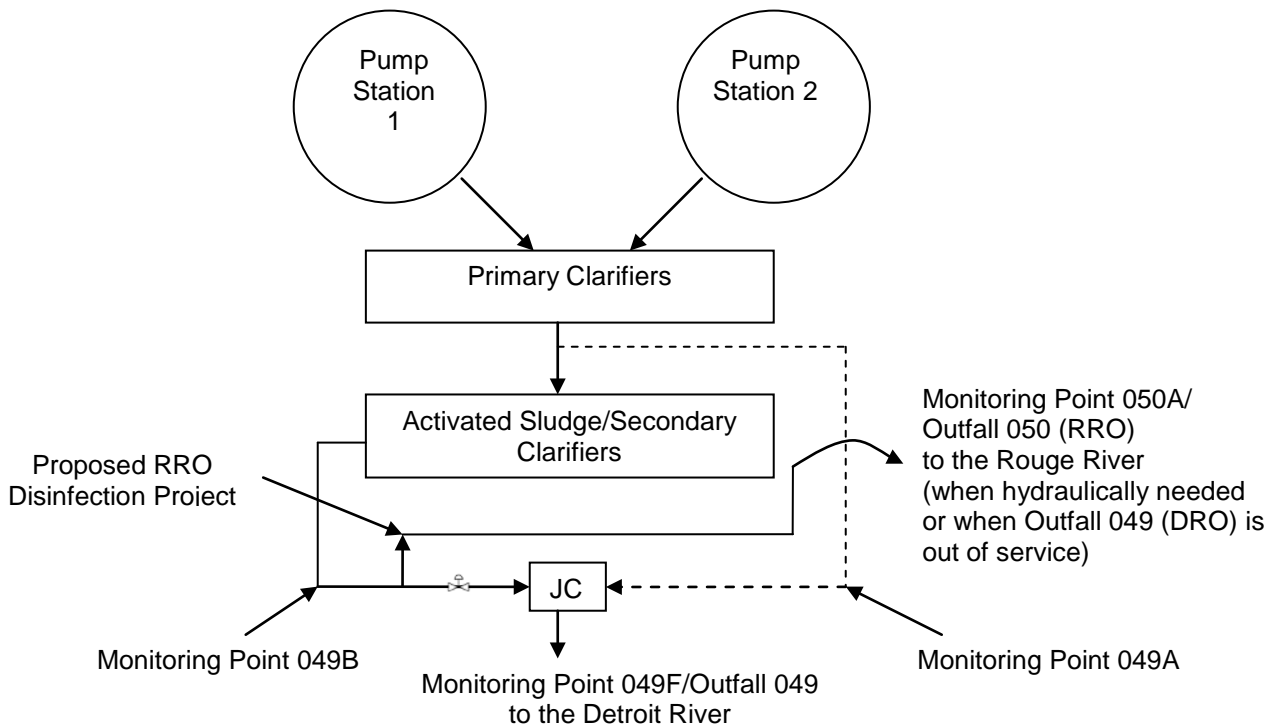 Pump
Station
1
Pump
Station 2
Primary Clarifiers
Activated Sludge/Secondary
Clarifiers
Monitoring Point 050A/
Outfall 050 (RRO)
to the Rouge River
(when hydraulically needed
or when Outfall 049 (DRO) is
out of service)
Proposed RRO
Disinfection Project
JC
Monitoring Point 049B
Monitoring Point 049A
Monitoring Point 049F/Outfall 049
to the Detroit River